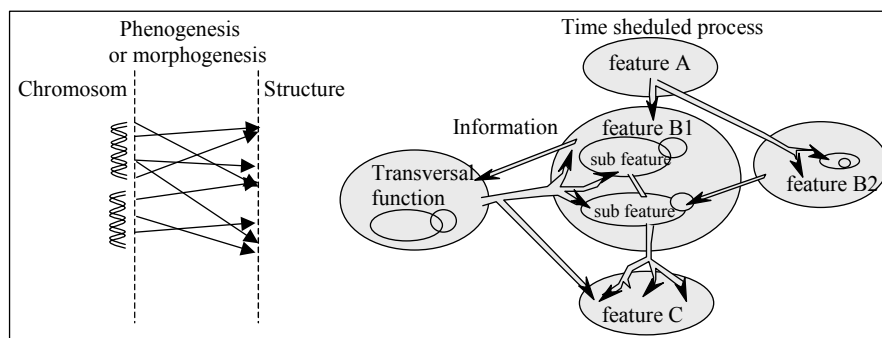 Phenogenesis
or morphogenesis
Chromosom
Structure
Time sheduled process
feature A
Information
feature B1
sub feature
Transversal
function
sub feature
feature B2
feature C